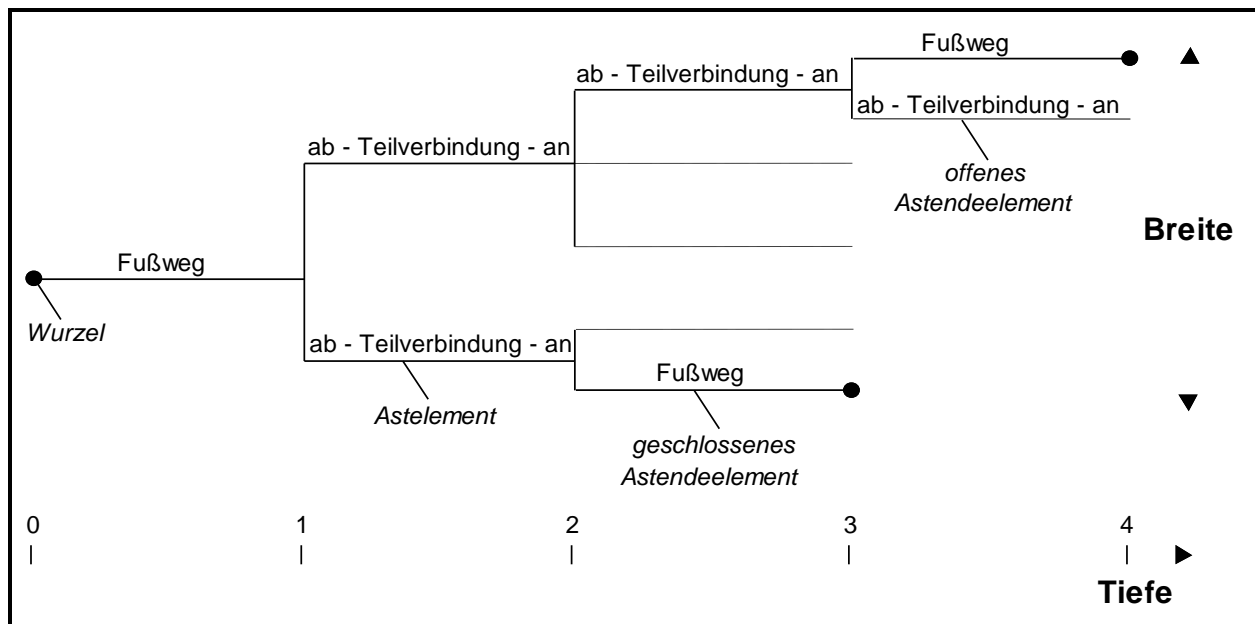 Fußweg
ab - Teilverbindung - an
ab - Teilverbindung - an
ab - Teilverbindung - an
offenes
Astendeelement
Breite
Fußweg
Wurzel
ab - Teilverbindung - an
Fußweg
Astelement
geschlossenes
Astendeelement
0 1 2 3 4
Tiefe